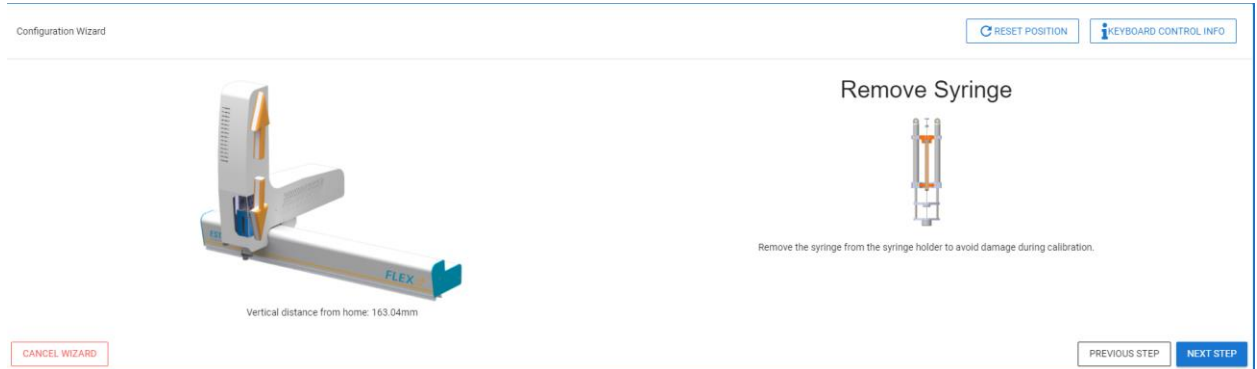 Configuration Wizard
RESET POSITION
KEYBOARD CONTROL INFO
Remove Syringe
EST
FLEX
Remove the syringe from the syringe holder to avoid damage during calibration.
Vertical distance from home: 163.04mm
CANCEL WIZARD
PREVIOUS STEP
NEXT STEP